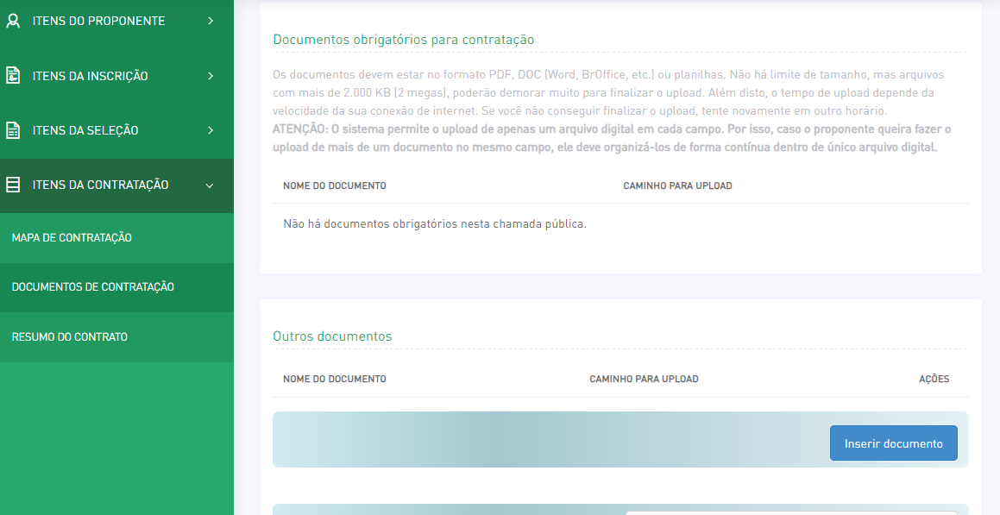 ITENS DO PROPONENTE
ITENS DA INSCRIÇÃO
ITENS DA SELEÇÃO
ITENS DA CONTRATAÇÃO
MAPA DE CONTRATAÇÃO
DOCUMENTOS DE CONTRATAÇÃO
RESUMO DO CONTRATO
Documentos obrigatórios para contratação
Os documentos devem estar no formato PDF, DOC (Word, BrOffice, etc.) ou planilhas. Não há limite de tamanho, mas arquivos
com mais de 2.000 KB (2 megas), poderão demorar muito para finalizar o upload. Além disto, o tempo de upload depende da
velocidade da sua conexão de internet. Se você não conseguir finalizar o upload, tente novamente em outro horário.
ATENÇÃO: O sistema permite o upload de apenas um arquivo digital em cada campo. Por isso, caso o proponente queira fazer o
upload de mais de um documento no mesmo campo, ele deve organizá-los de forma contínua dentro de único arquivo digital.
NOME DO DOCUMENTO CAMINHO PARA UPLOAD
Não há documentos obrigatórios nesta chamada pública.
Outros documentos
NOME DO DOCUMENTO CAMINHO PARA UPLOAD AÇÕES
Inserir documento